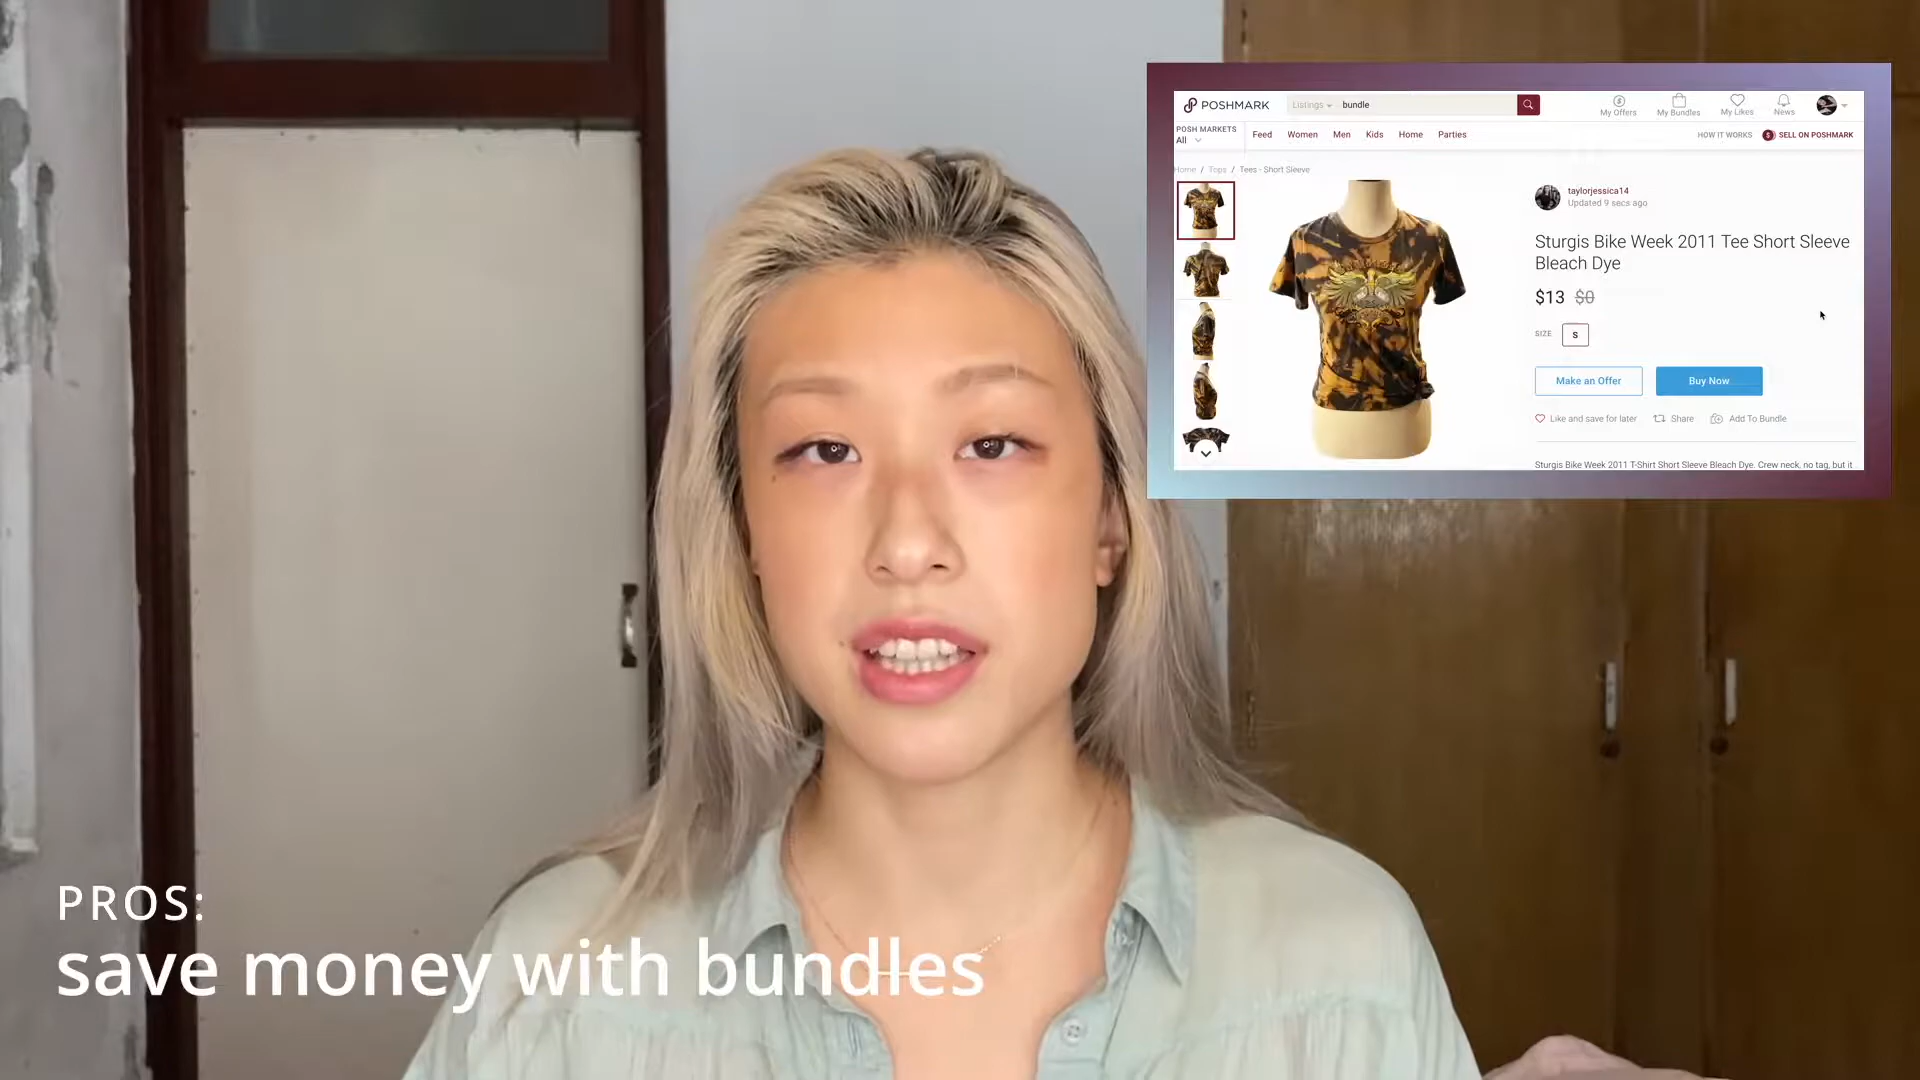 POSHMARK
Listings
bundle
My Offers
My Bundles
My Likes
News
POSH MARKETS
All
Feed
Women
Men
Kids
Home
Parties
HOW IT WORKS
SELL ON POSHMARK
Home / Tops / Tees - Short Sleeve
taylorjessica14
Updated 9 secs ago
Sturgis Bike Week 2011 Tee Short Sleeve
Bleach Dye
$13 $0
SIZE
S
Make an Offer
Buy Now
Like and save for later
Share
Add To Bundle
Sturgis Bike Week 2011 T-Shirt Short Sleeve Bleach Dye. Crew neck, no tag, but it
PROS:
save money with bundles